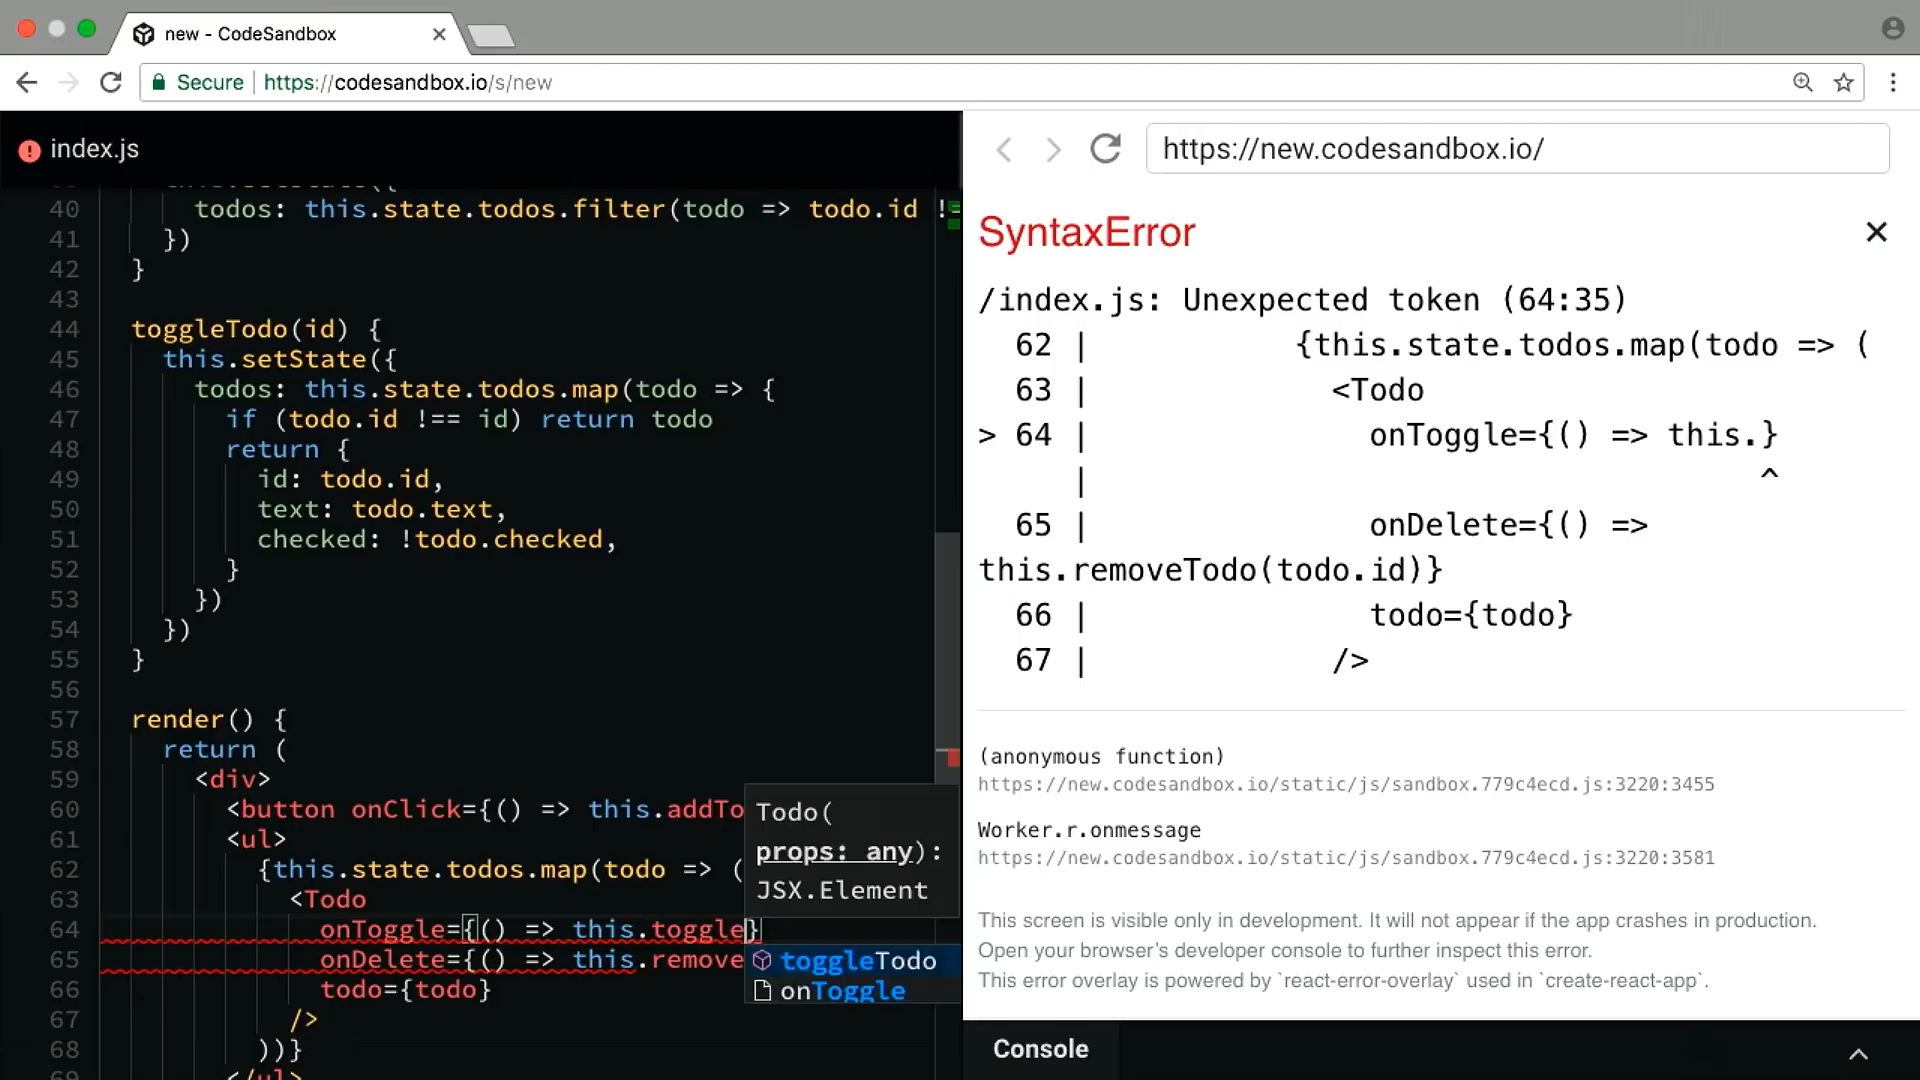 new - CodeSandbox
Secure | https://codesandbox.io/s/new
index.js
40 todos: this.state.todos.filter(todo => todo.id !=
41 })
42 }
43
44 toggleTodo(id) {
45 this.setState({
46 todos: this.state.todos.map(todo => {
47 if (todo.id !== id) return todo
48 return {
49 id: todo.id,
50 text: todo.text,
51 checked: !todo.checked,
52 }
53 })
54 })
55 }
56
57 render() {
58 return (
59 <div>
60 <button onClick={() => this.addTo
61 <ul>
62 {this.state.todos.map(todo => (
63 <Todo
64 onToggle={() => this.toggle}
65 onDelete={() => this.remove
66 todo={todo}
67 />
68 ))}
69 </ul>
Todo(
props: any):
JSX.Element
toggleTodo
onToggle
https://new.codesandbox.io/
SyntaxError
/index.js: Unexpected token (64:35)
62 | {this.state.todos.map(todo => (
63 | <Todo
> 64 | onToggle={() => this.}
| ^
65 | onDelete={() =>
this.removeTodo(todo.id)}
66 | todo={todo}
67 | />
(anonymous function)
https://new.codesandbox.io/static/js/sandbox.779c4ecd.js:3220:3455
Worker.r.onmessage
https://new.codesandbox.io/static/js/sandbox.779c4ecd.js:3220:3581
This screen is visible only in development. It will not appear if the app crashes in production.
Open your browser's developer console to further inspect this error.
This error overlay is powered by `react-error-overlay` used in `create-react-app`.
Console